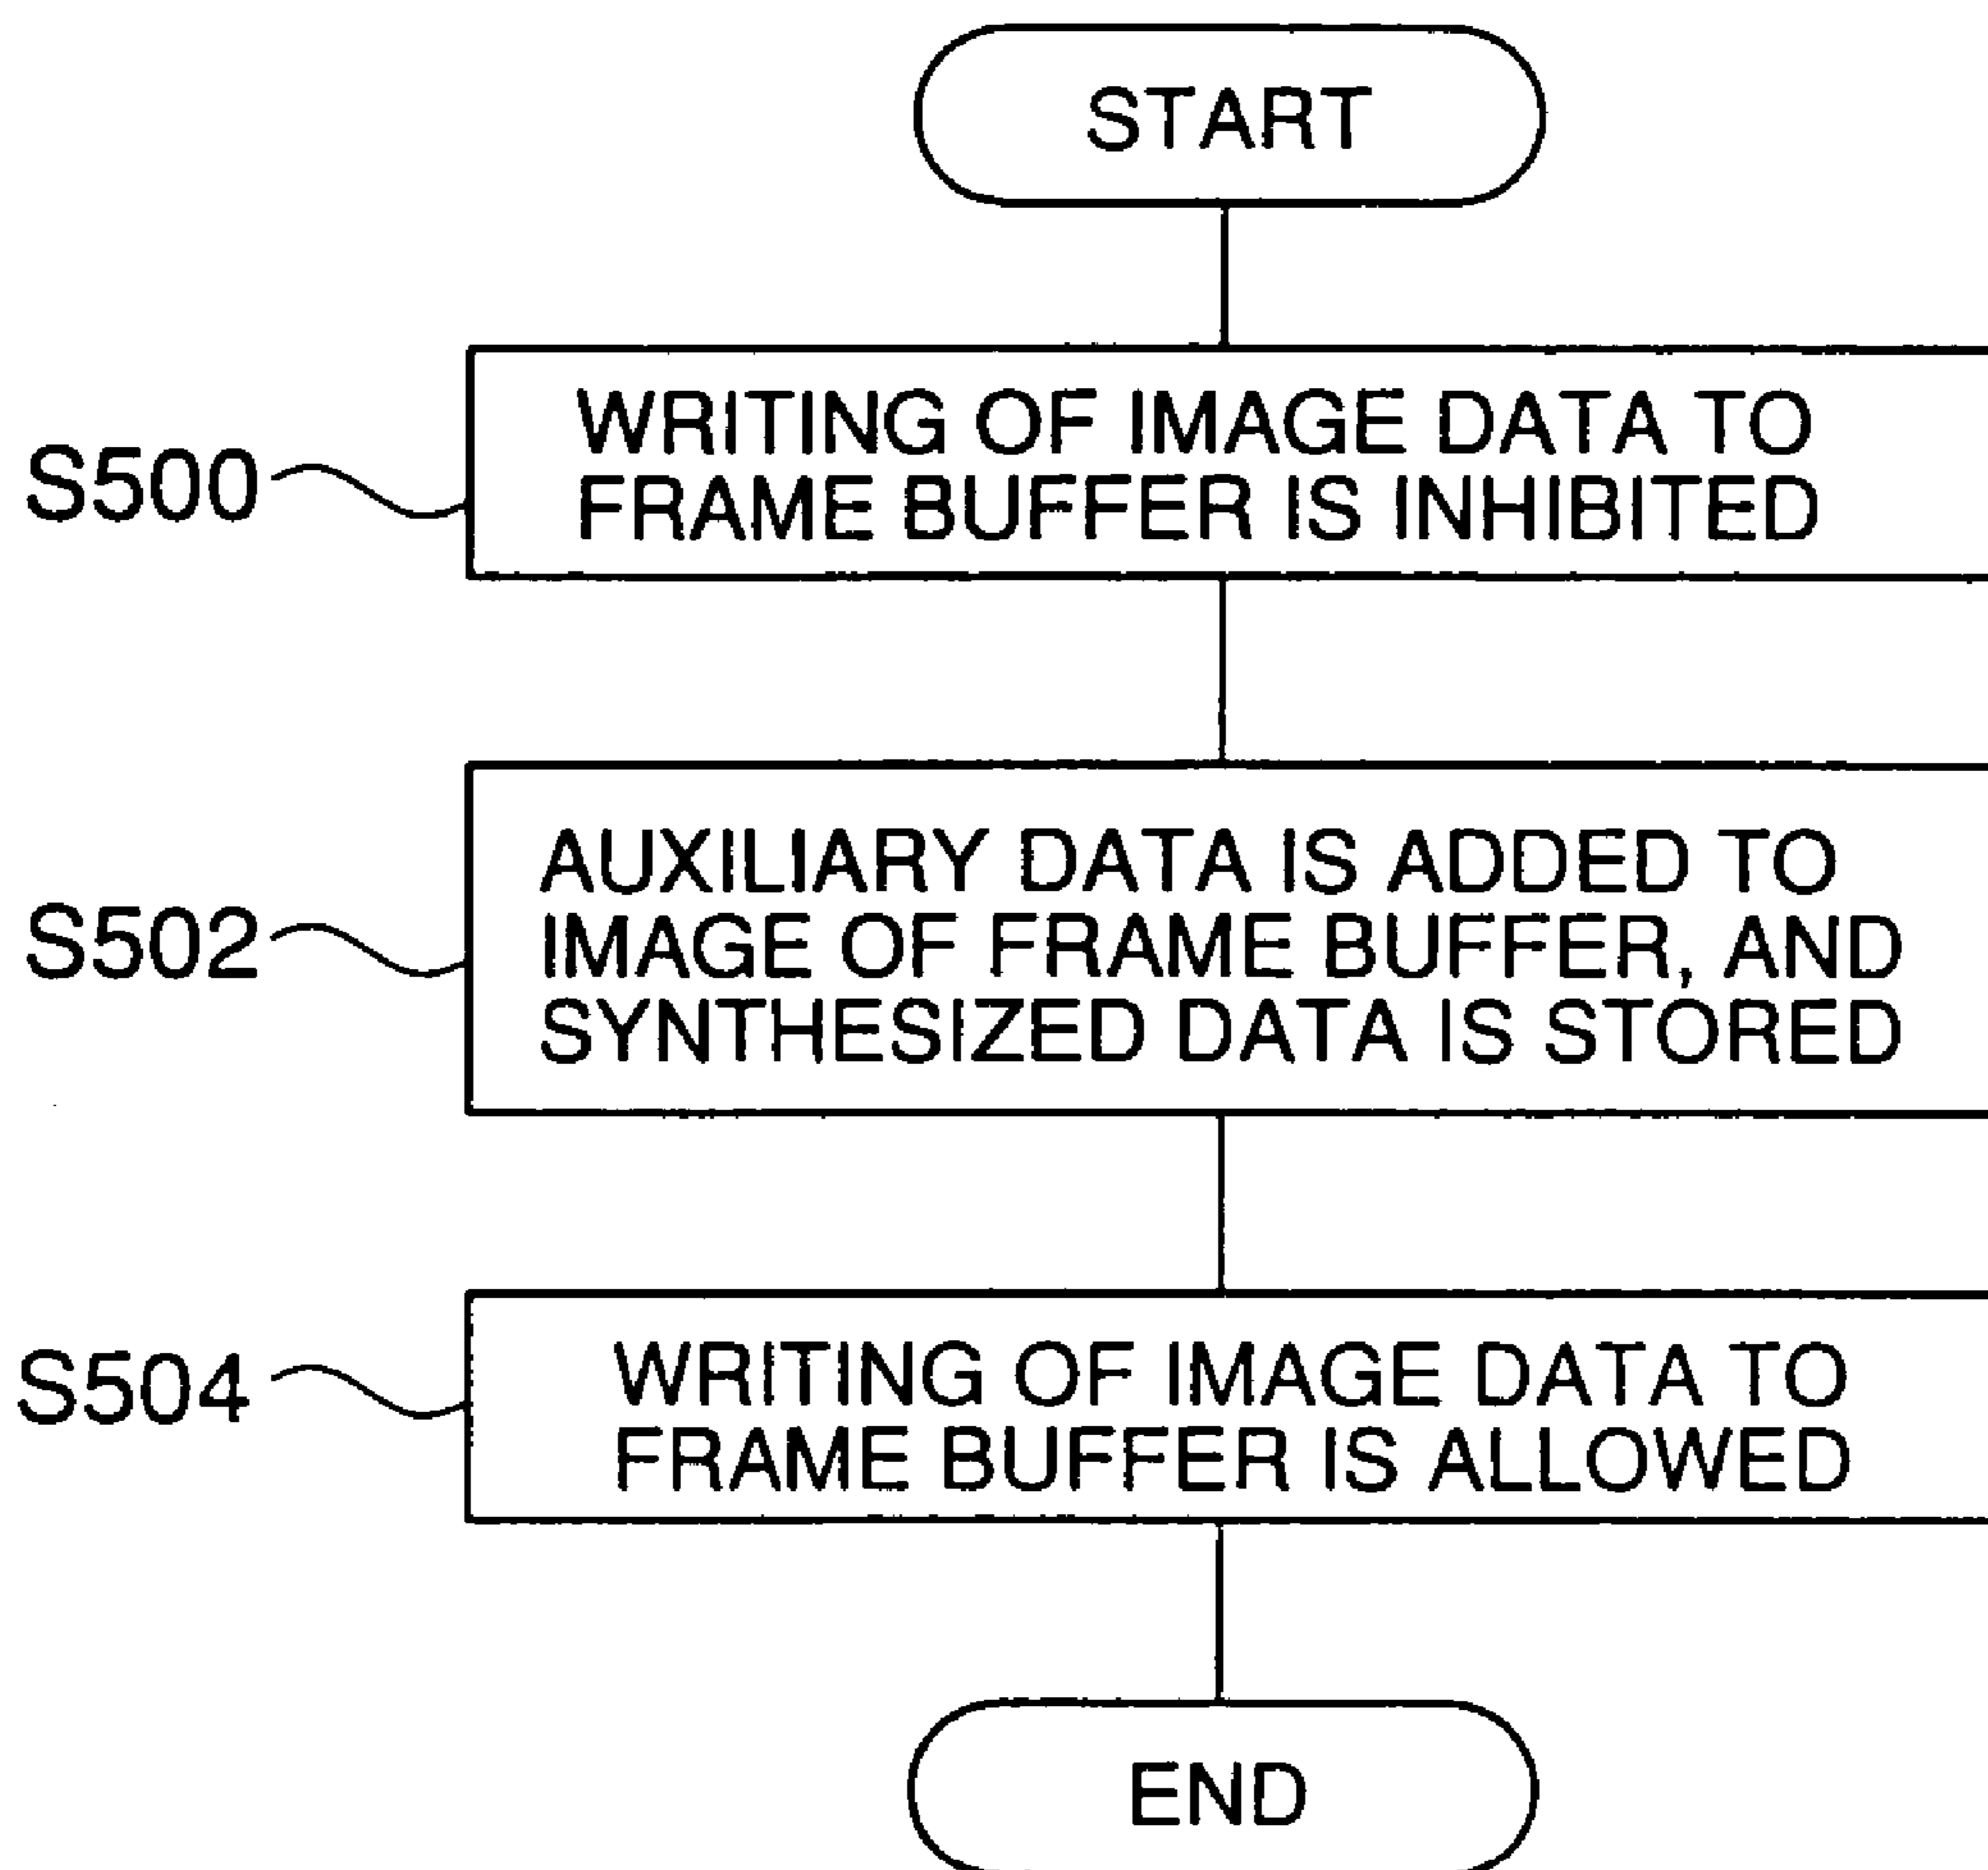 START
S500
WRITING OF IMAGE DATA TO
FRAME BUFFER IS INHIBITED
S502
AUXILIARY DATA IS ADDED TO
IMAGE OF FRAME BUFFER, AND
SYNTHESIZED DATA IS STORED
S504
WRITING OF IMAGE DATA TO
FRAME BUFFER IS ALLOWED
END